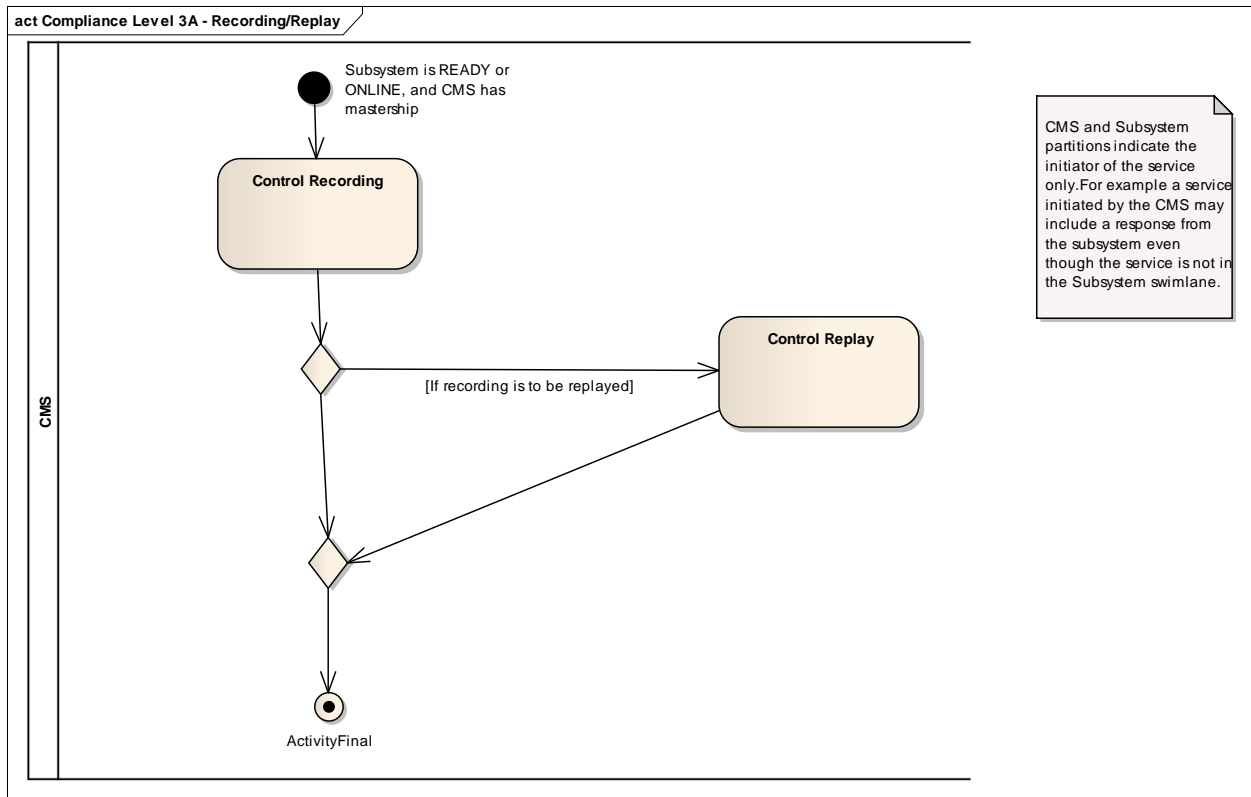 act Compliance Level 3A - Recording/Replay
Subsystem is READY or
ONLINE, and CMS has
mastership
Control Recording
CMS and Subsystem
partitions indicate the
initiator of the service
only.For example a service
initiated by the CMS may
include a response from
the subsystem even
though the service is not in
the Subsystem swimlane.
Control Replay
[If recording is to be replayed]
CMS
ActivityFinal